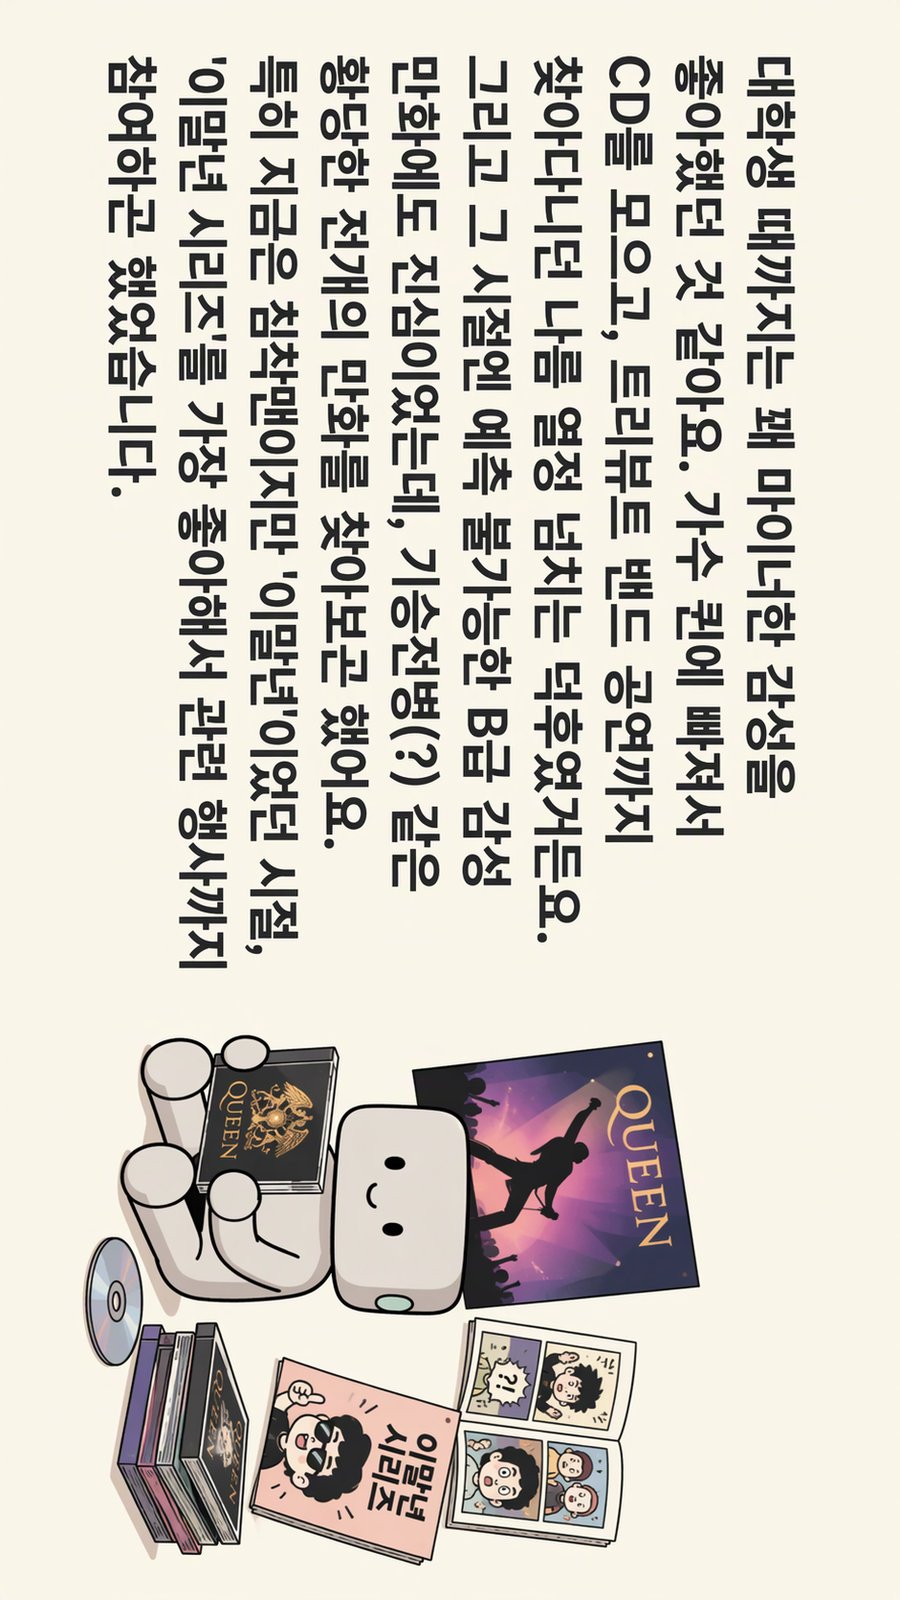 대학생 때까지는 꽤 마이너한 감성을
좋아했던 것 같아요. 가수 퀸에 빠져서
CD를 모으고, 트리뷰트 밴드 공연까지
찾아다니던 나름 열정 넘치는 덕후였거든요.
그리고 그 시절엔 예측 불가능한 B급 감성
만화에도 진심이었는데, 기승전병(?) 같은
황당한 전개의 만화를 찾아보곤 했어요.
특히 지금은 침착맨이지만 '이말년'이었던 시절,
'이말년 시리즈'를 가장 좋아해서 관련 행사까지
참여하곤 했었습니다.
QUEEN
QUEEN
?!
이말년
시리즈
QUEEN